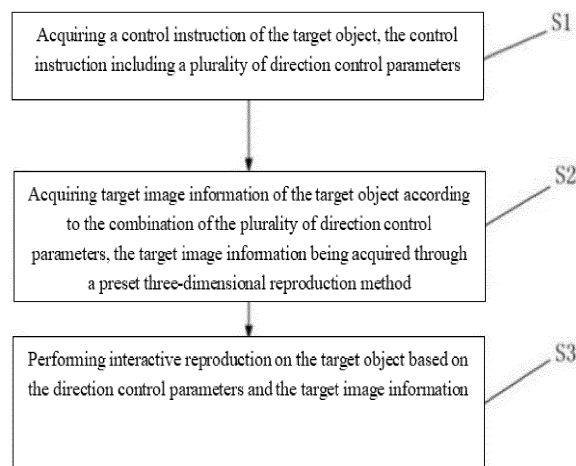 Acquiring a control instruction of the target object, the control
instruction including a plurality of direction control parameters
S1
Acquiring target image information of the target object according
to the combination of the plurality of direction control
parameters, the target image information being acquired through
a preset three-dimensional reproduction method
S2
Performing interactive reproduction on the target object based on
the direction control parameters and the target image information
S3